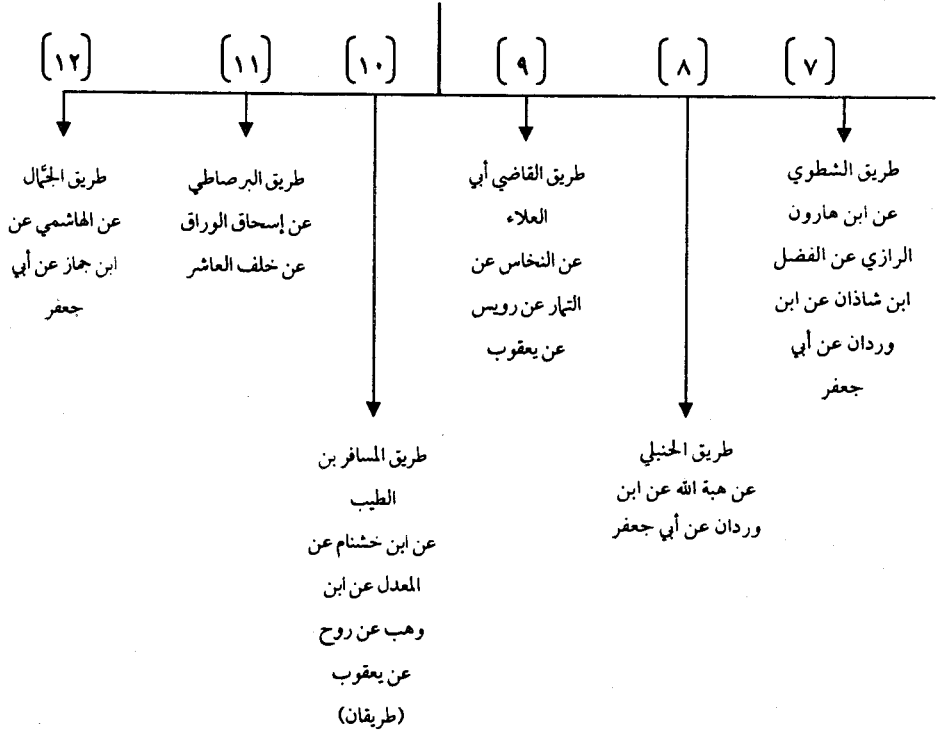 (٧)
(٨)
(٩)
(١٠)
(١١)
(١٢)
طريق الشطوي
عن ابن هارون
الرازي عن الفضل
ابن شاذان عن ابن
وردان عن أبي
جعفر
طريق الحنبلي
عن هبة الله عن ابن
وردان عن أبي جعفر
طريق القاضي أبي
العلاء
عن النخاس عن
التمار عن رويس
عن يعقوب
طريق المسافر بن
الطيب
عن ابن خشنام عن
المعدل عن ابن
وهب عن روح
عن يعقوب
(طريقان)
طريق البرصاطي
عن إسحاق الوراق
عن خلف العاشر
طريق الجَّمال
عن الهاشمي عن
ابن جماز عن أبي
جعفر